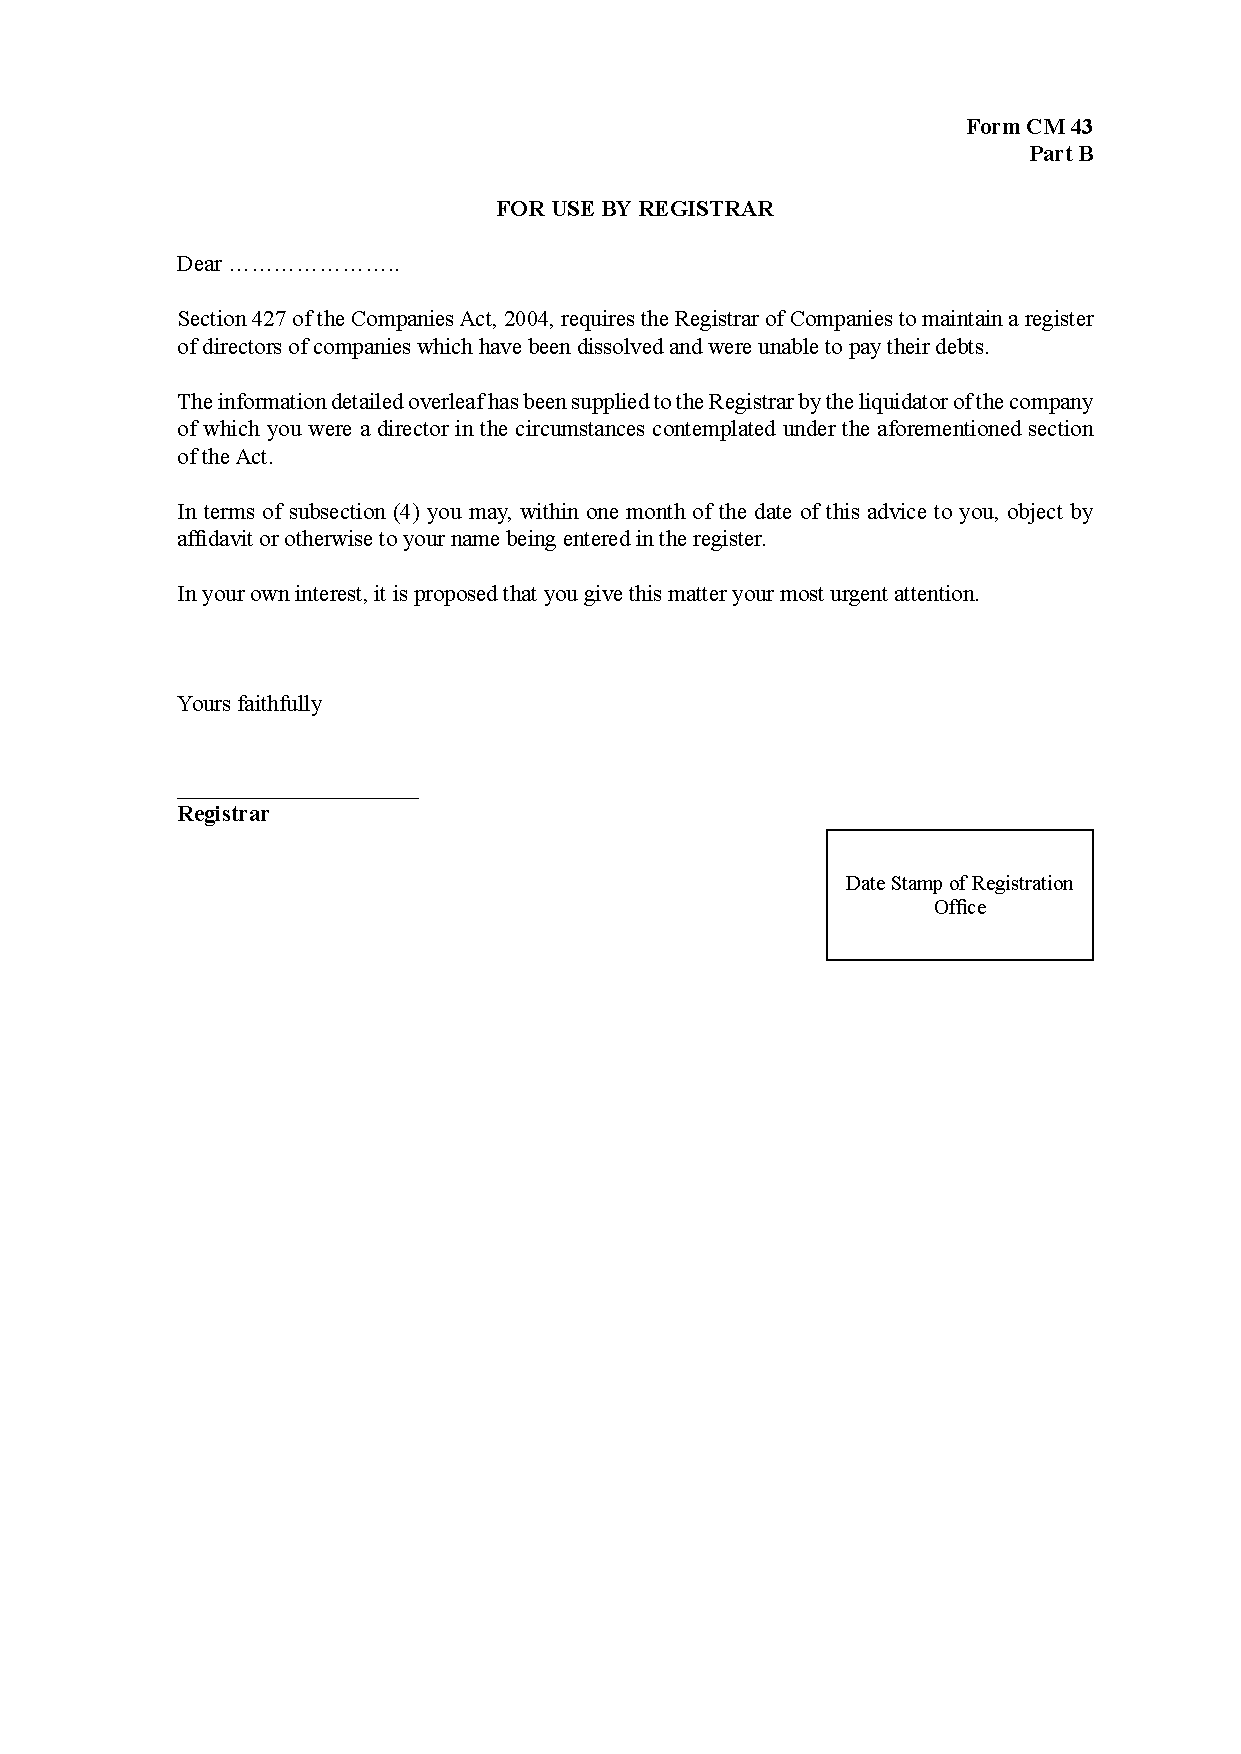 Form CM 43
Part B
FOR USE BY REGISTRAR
Dear …………………..
Section 427 of the Companies Act, 2004, requires the Registrar of Companies to maintain a register
of directors of companies which have been dissolved and were unable to pay their debts.
The information detailed overleaf has been supplied to the Registrar by the liquidator of the company
of which you were a director in the circumstances contemplated under the aforementioned section
of the Act.
In terms of subsection (4) you may, within one month of the date of this advice to you, object by
affidavit or otherwise to your name being entered in the register.
In your own interest, it is proposed that you give this matter your most urgent attention.
Yours faithfully
______________________
Registrar
Date Stamp of Registration
Office